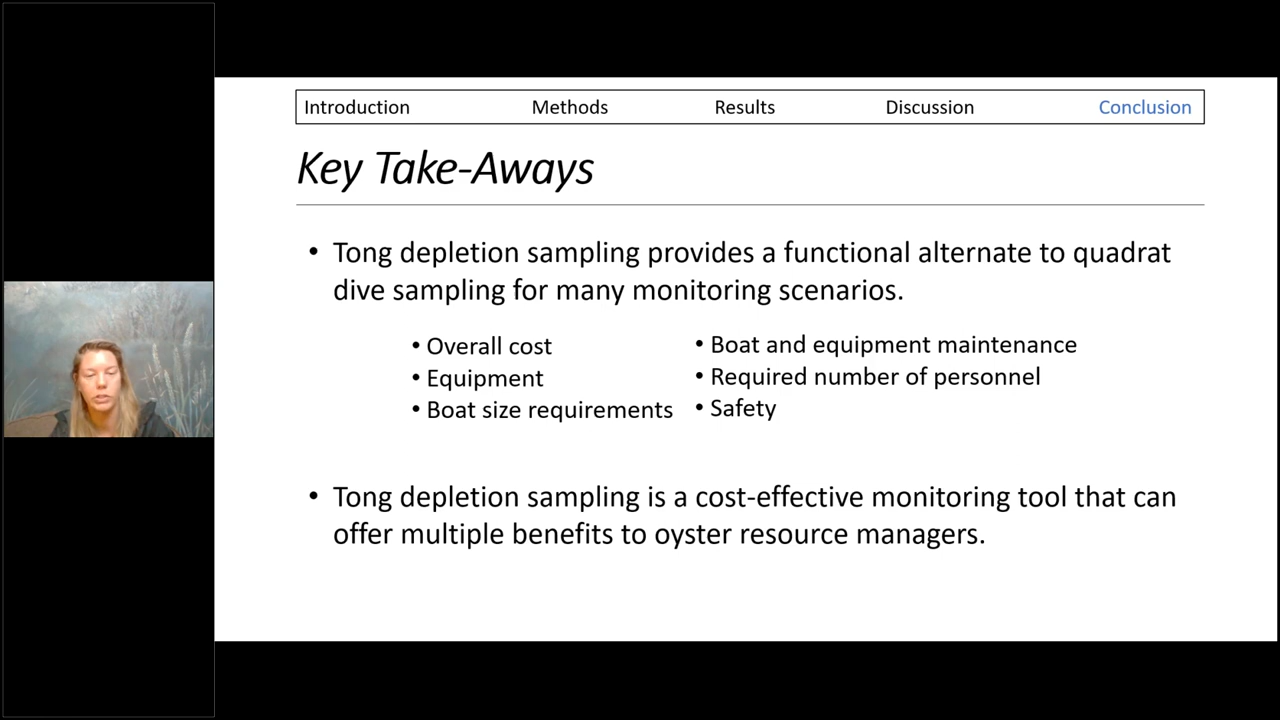 Introduction Methods Results Discussion Conclusion
Key Take-Aways
• Tong depletion sampling provides a functional alternate to quadrat
dive sampling for many monitoring scenarios.
• Overall cost
• Equipment
• Boat size requirements
• Boat and equipment maintenance
• Required number of personnel
• Safety
• Tong depletion sampling is a cost-effective monitoring tool that can
offer multiple benefits to oyster resource managers.